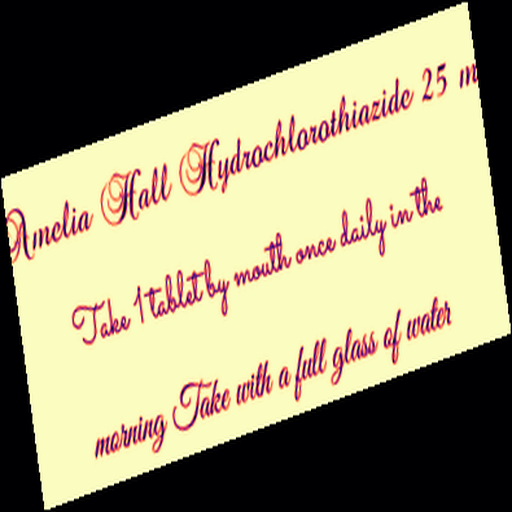 Amelia Hall Hydrochlorothiazide 25 m
Take 1 tablet by mouth once daily in the
morning Take with a full glass of water